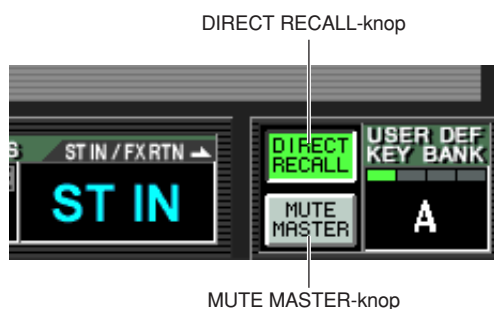 DIRECT RECALL-knop
ST IN / FX RTN
ST IN
DIRECT
RECALL
MUTE
MASTER
USER DEF
KEY BANK
A
MUTE MASTER-knop